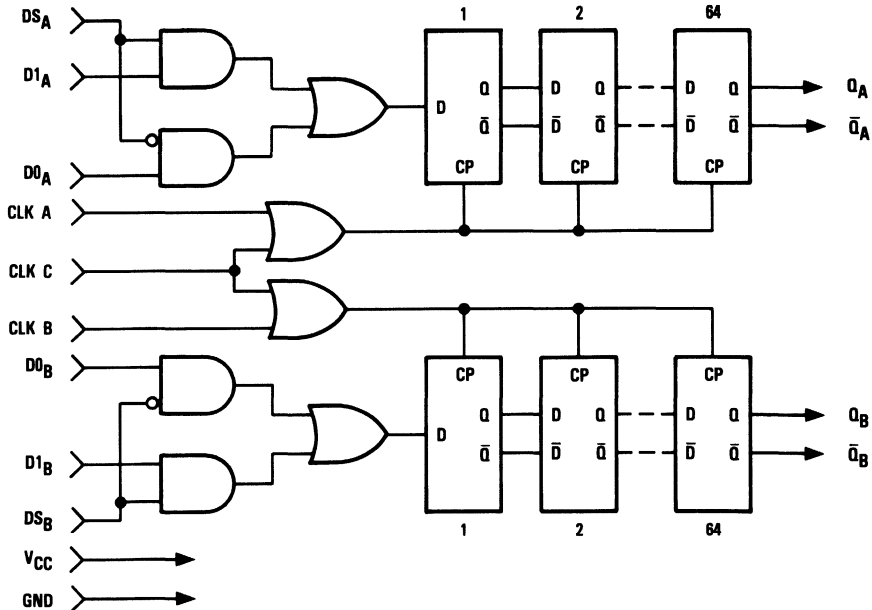 DSA
D1A
D0A
CLK A
CLK C
CLK B
D0B
D1B
DSB
VCC
GND
1 2 64
D Q Q̄ CP
D D̄ Q Q̄ CP
D D̄ Q Q̄ CP
QA
Q̄A
CP D Q Q̄
CP D D̄ Q Q̄
CP D D̄ Q Q̄
QB
Q̄B
1 2 64